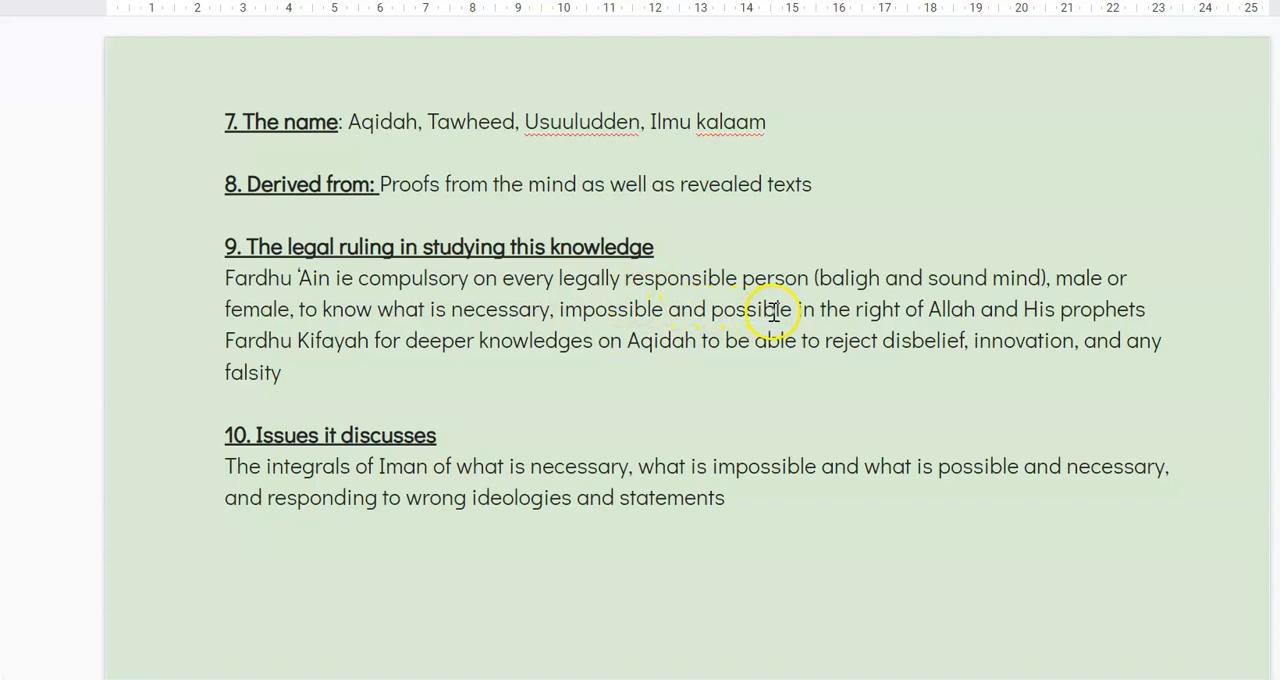 1 2 3 4 5 6 7 8 9 10 11 12 13 14 15 16 17 18 19 20 21 22 23 24 25
7. The name: Aqidah, Tawheed, Usuuludden, Ilmu kalaam
8. Derived from: Proofs from the mind as well as revealed texts
9. The legal ruling in studying this knowledge
Fardhu ‘Ain ie compulsory on every legally responsible person (baligh and sound mind), male or
female, to know what is necessary, impossible and possible in the right of Allah and His prophets
Fardhu Kifayah for deeper knowledges on Aqidah to be able to reject disbelief, innovation, and any
falsity
10. Issues it discusses
The integrals of Iman of what is necessary, what is impossible and what is possible and necessary,
and responding to wrong ideologies and statements